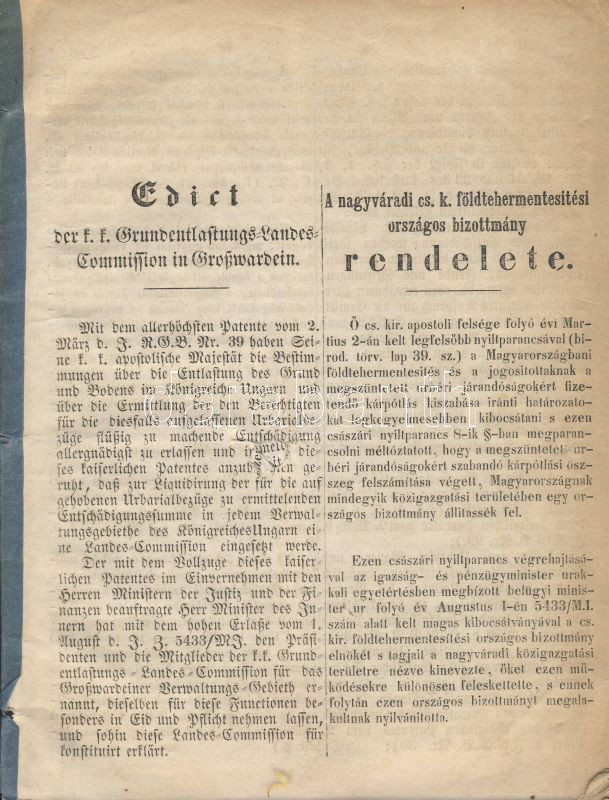 Edict
der k. k. Grundentlastungs-Landes-
Commission in Großwardein.
Mit dem allerhöchsten Patente vom 2.
März d. J. R.G.B. Nr. 39 haben Sei-
ne k. k. apostolische Majestät die Bestim-
mungen über die Entlastung des Grund
und Bodens im Königreiche Ungarn und
über die Ermittlung der den Berechtigten
für die diesfalls aufgelassenen Urbarialbe-
züge flüßig zu machende Entschädigung
allergnädigst zu erlassen und in die-
ses kaiserlichen Patentes ge-
ruht, daß zur Liquidirung der für die auf
gehobenen Urbarialbezüge zu ermittelnden
Entschädigungssumme in jedem Verwal-
tungsgebiethe des Königreiches Ungarn ei-
ne Landes-Commission eingesetzt werde.
Der mit dem Vollzuge dieses kaiser-
lichen Patentes im Einvernehmen mit den
Herren Ministern der Justiz und der Fi-
nanzen beauftragte Herr Minister des In-
nern hat mit dem hohen Erlaße vom 1.
August d. J. Z. 5433/MJ. den Präsi-
denten und die Mitglieder der k.k. Grund-
entlastungs-Landes-Commission für das
Großwardeiner Verwaltungs-Gebieth er-
nannt, dieselben für diese Functionen be-
sonders in Eid und Pflicht nehmen lassen,
und sohin diese Landes-Commission für
konstituirt erklärt.
A nagyváradi cs. k. földtehermentesitési
országos bizottmány
rendelete.
Ő cs. kir. apostoli felsége folyó évi Mar-
tius 2-án kelt legfelsőbb nyiltparancsával (bi-
rod. törv. lap 39. sz.) a Magyarországbani
földtehermentesités és a jogositottaknak a
megszüntetett urbéri járandóságokért fize-
tendő kárpótlás kiszabása iránti határozato-
kat legkegyelmesebben kibocsátani s ezen
császári nyiltparancs 8-ik §-ban megparan-
csolni méltóztatott, hogy a megszüntetet ur-
béri járandóságokért szabandó kárpótlási ösz-
szeg felszámitása végett, Magyarországnak
mindegyik közigazgatási területében egy or-
szágos bizottmány állitassék fel.
Ezen császári nyiltparancs végrehajtásá-
val az igazság- és pénzügyminister urak-
kali egyetértésben megbizott belügyi minis-
ter ur folyó év Augustus 1-én 5433/M.I.
szám alatt kelt magas kibocsátványával a cs.
kir. földtehermentesitési országos bizottmány
elnökét s tagjait a nagyváradi közigazgatási
területre nézve kinevezte, őket ezen mű-
ködésekre különösen feleskettette, s ennek
folytán ezen országos bizottmányt megala-
kultnak nyilvánitotta.